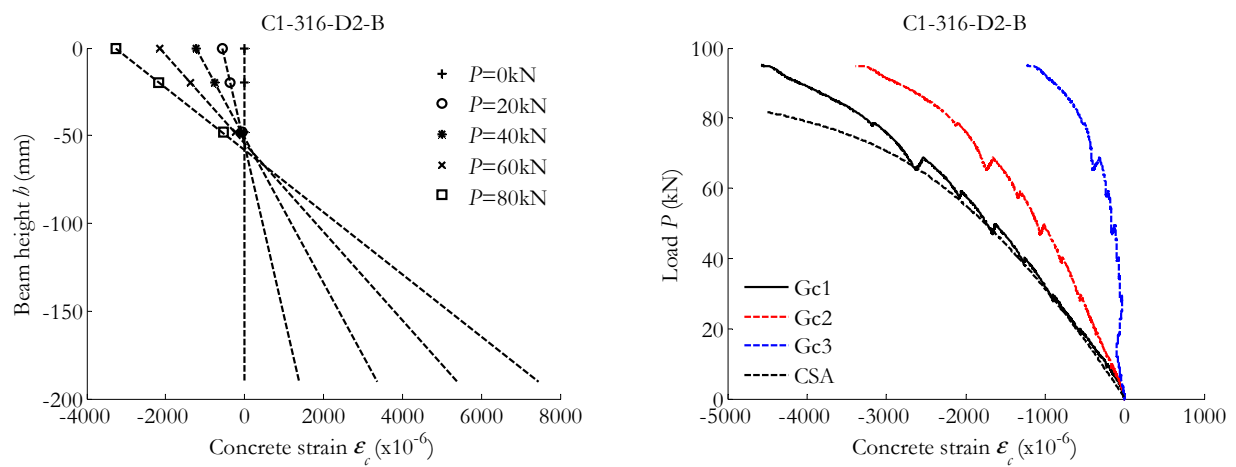 C1-316-D2-B
0
-50
-100
-150
-200
-4000 -2000 0 2000 4000 6000 8000
Beam height h (mm)
Concrete strain ε_c (x10^-6)
P=0kN
P=20kN
P=40kN
P=60kN
P=80kN
C1-316-D2-B
100
80
60
40
20
0
-5000 -4000 -3000 -2000 -1000 0 1000
Load P (kN)
Concrete strain ε_c (x10^-6)
Gc1
Gc2
Gc3
CSA